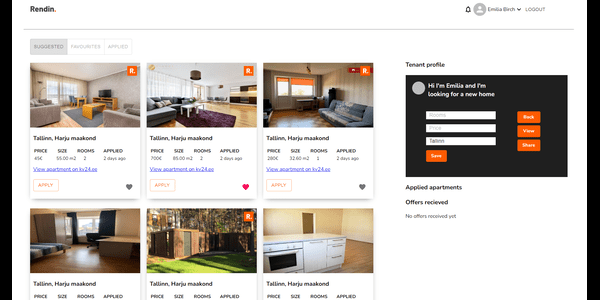 Rendin.
Emilia Birch
LOGOUT
SUGGESTED
FAVOURITES
APPLIED
R.
R.
R.
Tallinn, Harju maakond
PRICE SIZE ROOMS APPLIED
45€ 55.00 m2 2 2 days ago
View apartment on kv24.ee
APPLY
Tallinn, Harju maakond
PRICE SIZE ROOMS APPLIED
700€ 85.00 m2 2 2 days ago
View apartment on kv24.ee
APPLY
Tallinn, Harju maakond
PRICE SIZE ROOMS APPLIED
280€ 32.60 m2 1 2 days ago
View apartment on kv24.ee
APPLY
R.
Tallinn, Harju maakond
PRICE SIZE ROOMS APPLIED
Tallinn, Harju maakond
PRICE SIZE ROOMS APPLIED
Tallinn, Harju maakond
PRICE SIZE ROOMS APPLIED
Tenant profile
Hi I'm Emilia and I'm
looking for a new home
Rooms
Price
Tallinn
Save
View
Share
Applied apartments
Offers recieved
No offers received yet